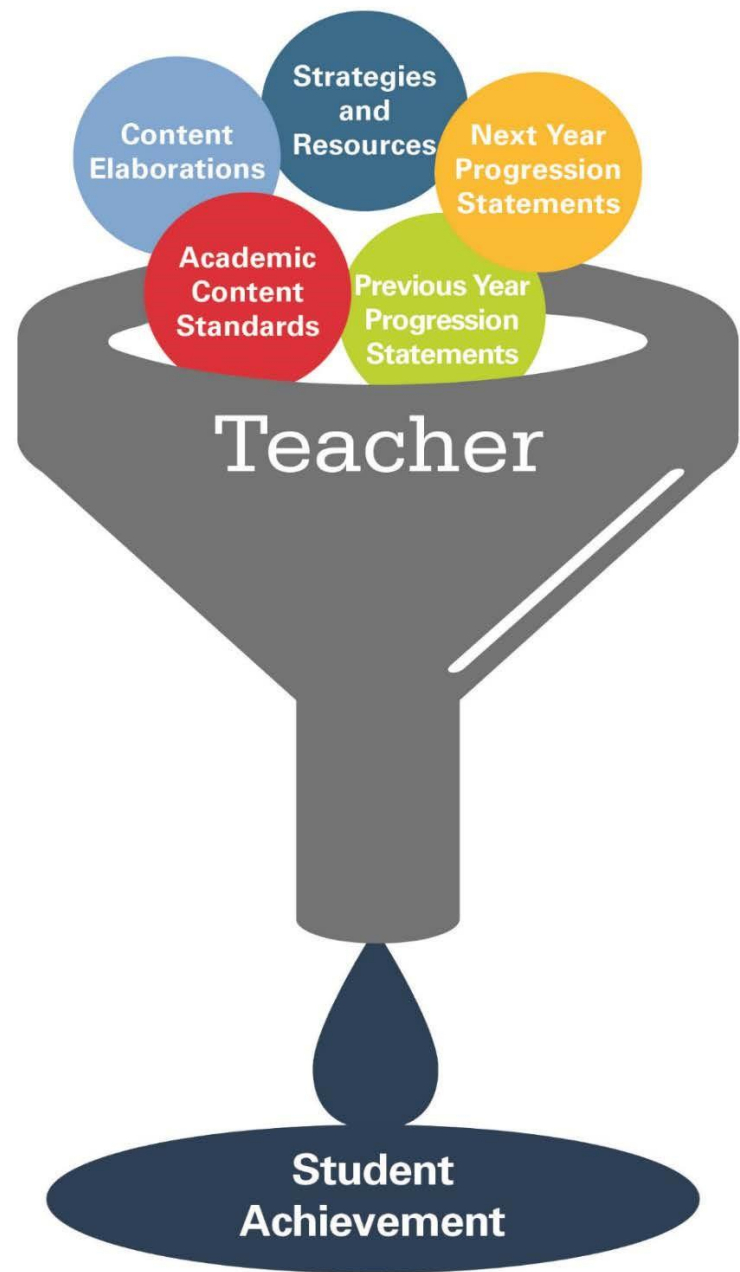 Strategies
and
Resources
Content
Elaborations
Next Year
Progression
Statements
Academic
Content
Standards
Previous Year
Progression
Statements
Teacher
Student
Achievement